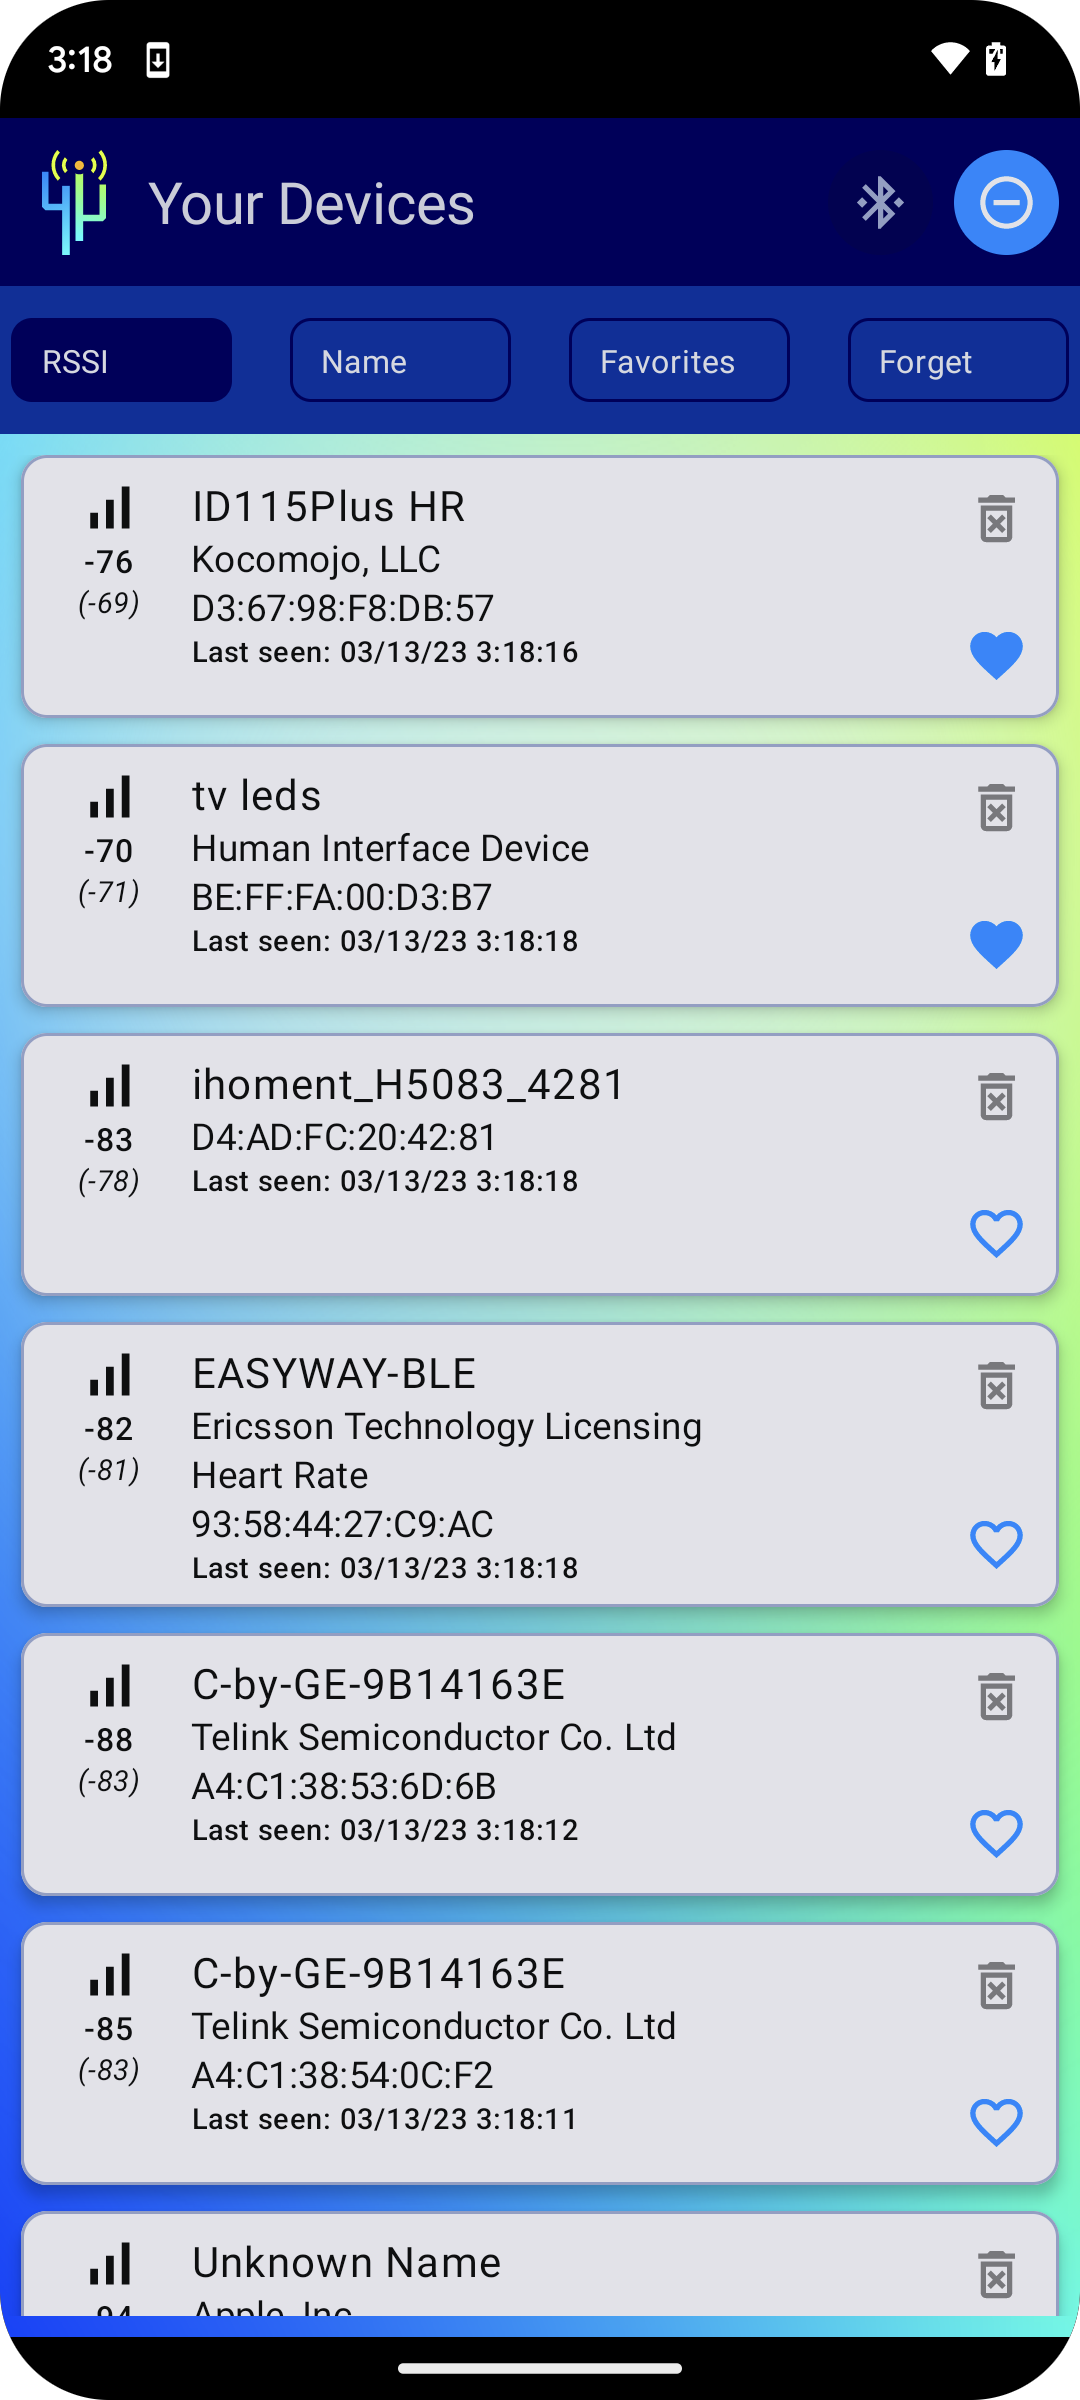 3:18
Your Devices
RSSI Name Favorites Forget
ID115Plus HR
-76
Kocomojo, LLC
(-69)
D3:67:98:F8:DB:57
Last seen: 03/13/23 3:18:16
tv leds
-70
Human Interface Device
(-71)
BE:FF:FA:00:D3:B7
Last seen: 03/13/23 3:18:18
ihoment_H5083_4281
-83
D4:AD:FC:20:42:81
(-78)
Last seen: 03/13/23 3:18:18
EASYWAY-BLE
-82
Ericsson Technology Licensing
(-81)
Heart Rate
93:58:44:27:C9:AC
Last seen: 03/13/23 3:18:18
C-by-GE-9B14163E
-88
Telink Semiconductor Co. Ltd
(-83)
A4:C1:38:53:6D:6B
Last seen: 03/13/23 3:18:12
C-by-GE-9B14163E
-85
Telink Semiconductor Co. Ltd
(-83)
A4:C1:38:54:0C:F2
Last seen: 03/13/23 3:18:11
Unknown Name
-94
Apple, Inc